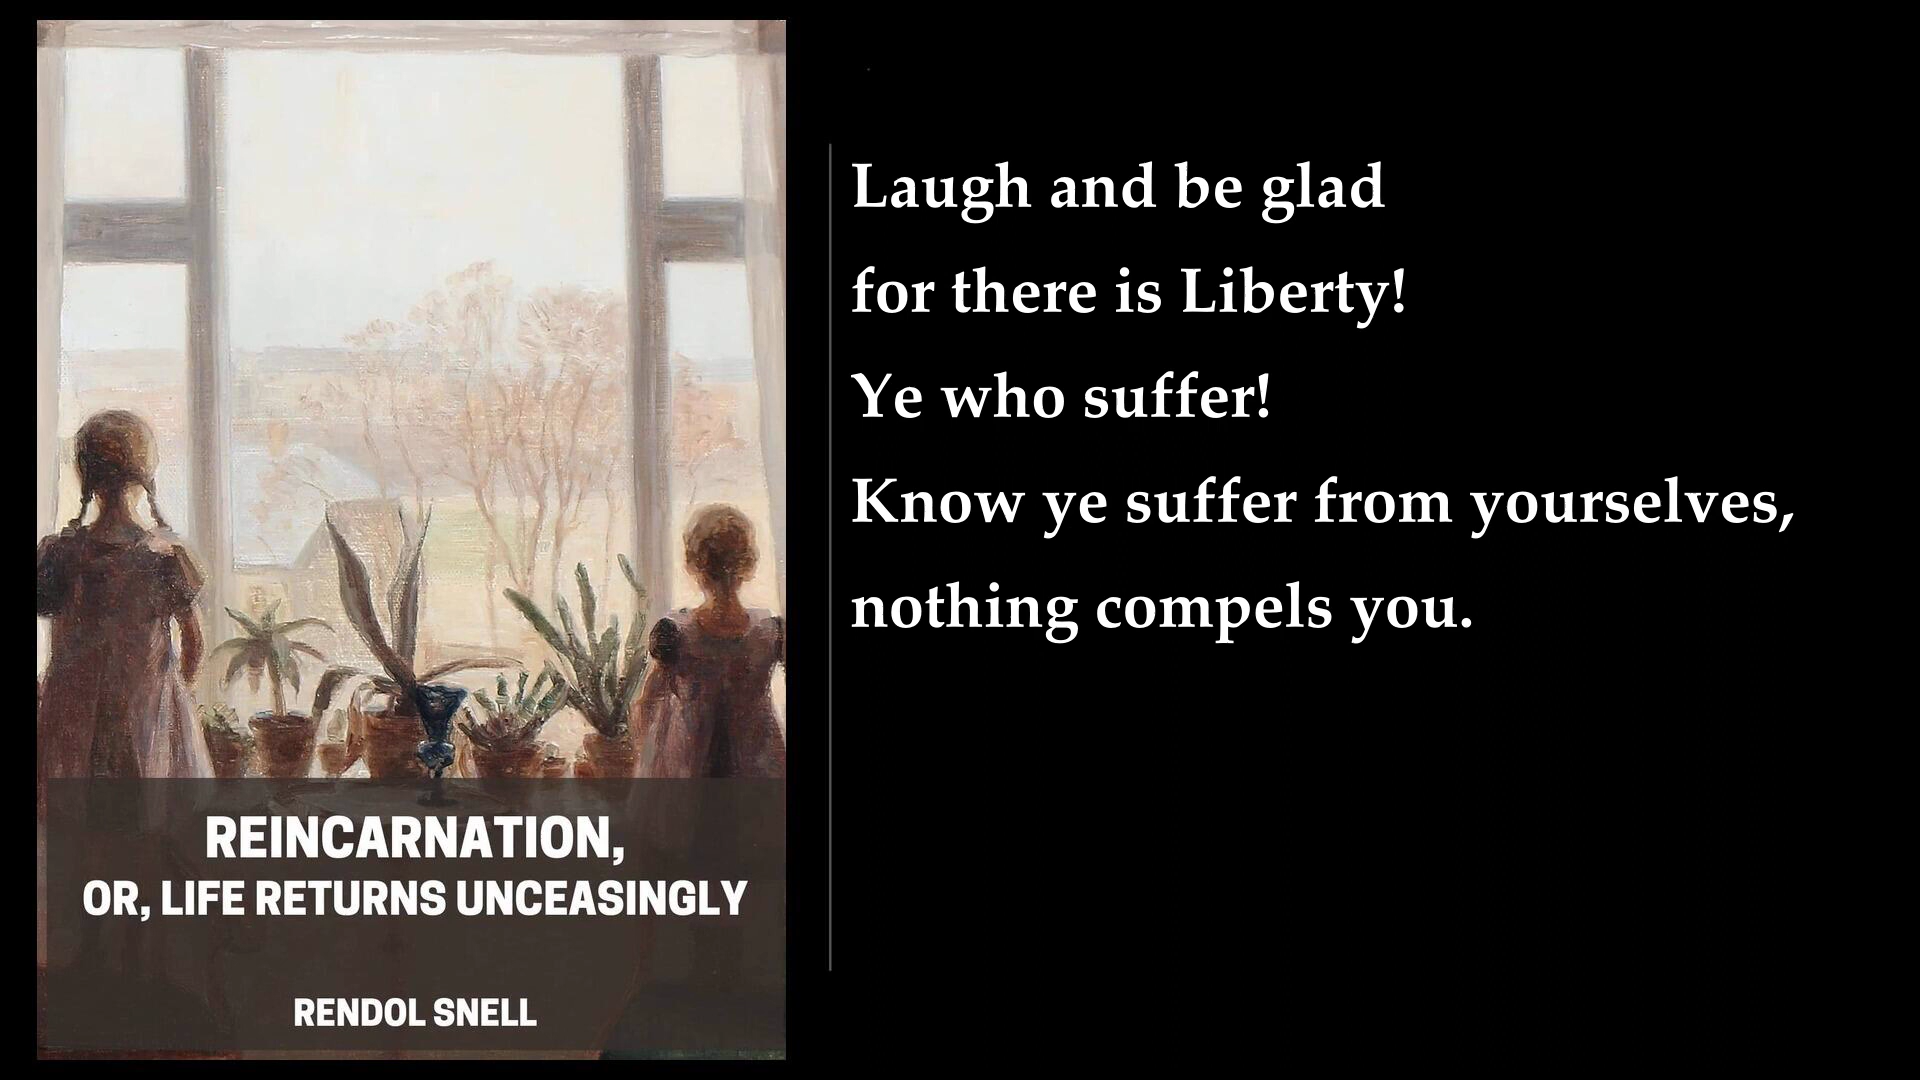 Laugh and be glad
for there is Liberty!
Ye who suffer!
Know ye suffer from yourselves,
nothing compels you.
REINCARNATION,
OR, LIFE RETURNS UNCEASINGLY
RENDOL SNELL